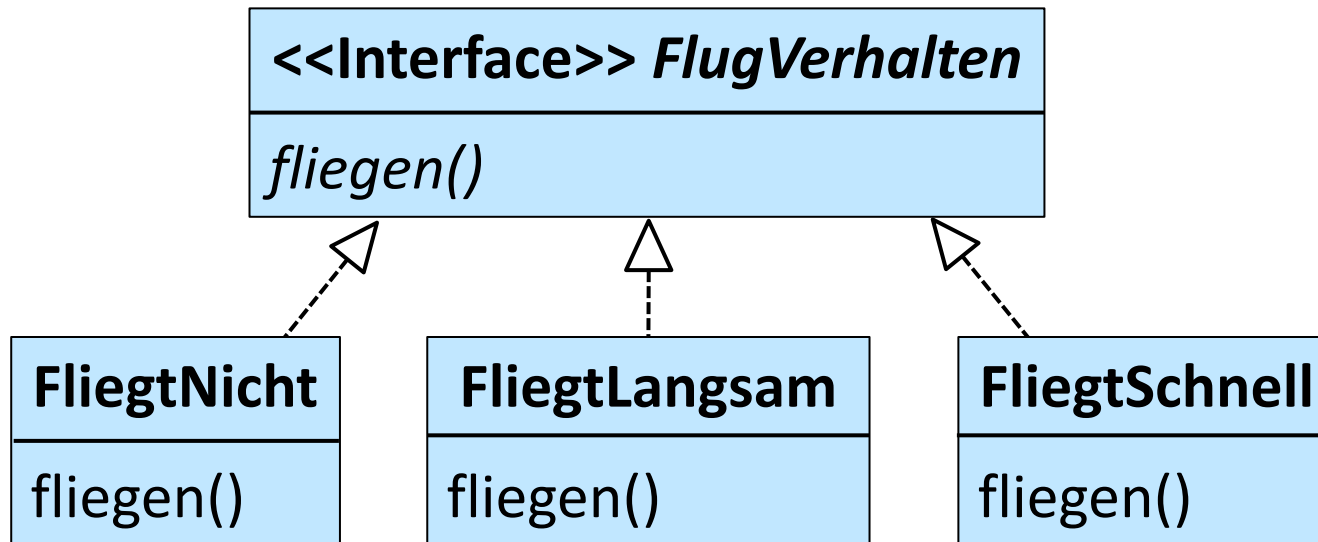 <<Interface>> FlugVerhalten
fliegen()
FliegtNicht
fliegen()
FliegtLangsam
fliegen()
FliegtSchnell
fliegen()